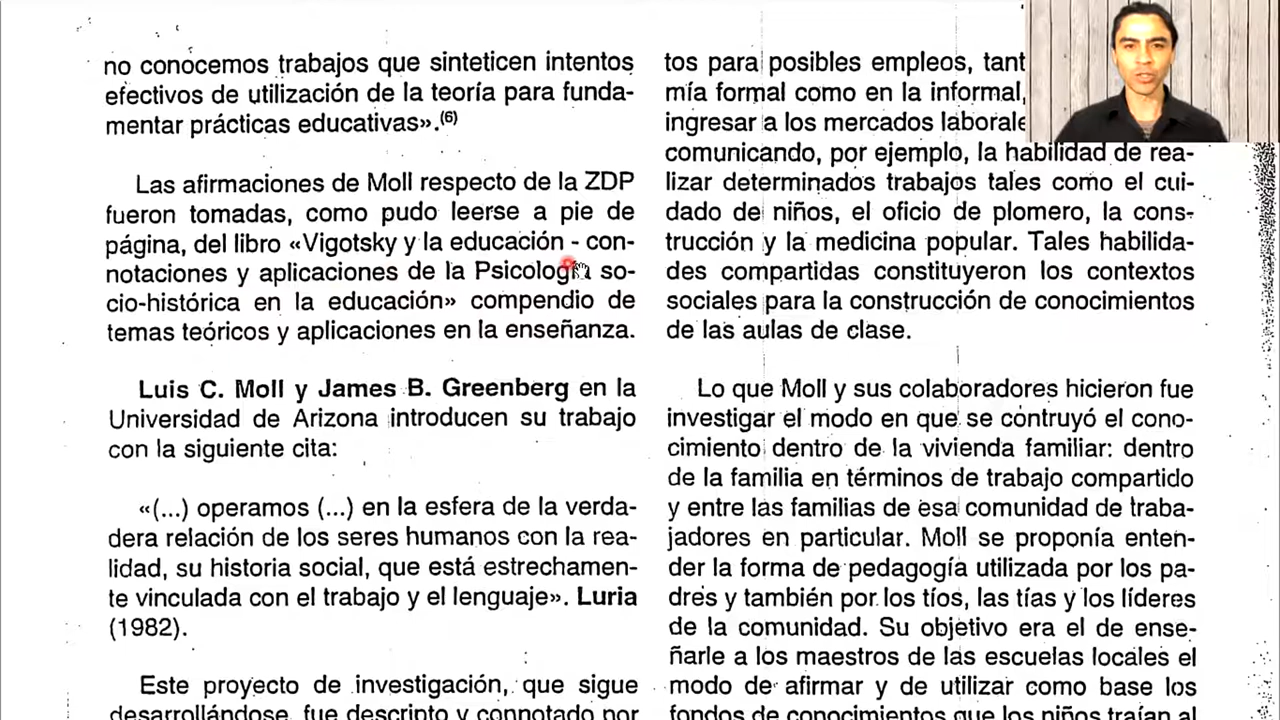 no conocemos trabajos que sinteticen intentos
efectivos de utilización de la teoría para funda-
mentar prácticas educativas».(6)
Las afirmaciones de Moll respecto de la ZDP
fueron tomadas, como pudo leerse a pie de
página, del libro «Vigotsky y la educación - con-
notaciones y aplicaciones de la Psicología so-
cio-histórica en la educación» compendio de
temas teóricos y aplicaciones en la enseñanza.
Luis C. Moll y James B. Greenberg en la
Universidad de Arizona introducen su trabajo
con la siguiente cita:
«(...) operamos (...) en la esfera de la verda-
dera relación de los seres humanos con la rea-
lidad, su historia social, que está estrechamen-
te vinculada con el trabajo y el lenguaje». Luria
(1982).
Este proyecto de investigación, que sigue
desarrollándose, fue descripto y connotado por
tos para posibles empleos, tant
mía formal como en la informal,
ingresar a los mercados laborale
comunicando, por ejemplo, la habilidad de rea-
lizar determinados trabajos tales como el cui-
dado de niños, el oficio de plomero, la cons-
trucción y la medicina popular. Tales habilida-
des compartidas constituyeron los contextos
sociales para la construcción de conocimientos
de las aulas de clase.
Lo que Moll y sus colaboradores hicieron fue
investigar el modo en que se contruyó el cono-
cimiento dentro de la vivienda familiar: dentro
de la familia en términos de trabajo compartido
y entre las familias de esa comunidad de traba-
jadores en particular. Moll se proponía enten-
der la forma de pedagogía utilizada por los pa-
dres y también por los tíos, las tías y los líderes
de la comunidad. Su objetivo era el de ense-
ñarle a los maestros de las escuelas locales el
modo de afirmar y de utilizar como base los
fondos de conocimientos que los niños traían al